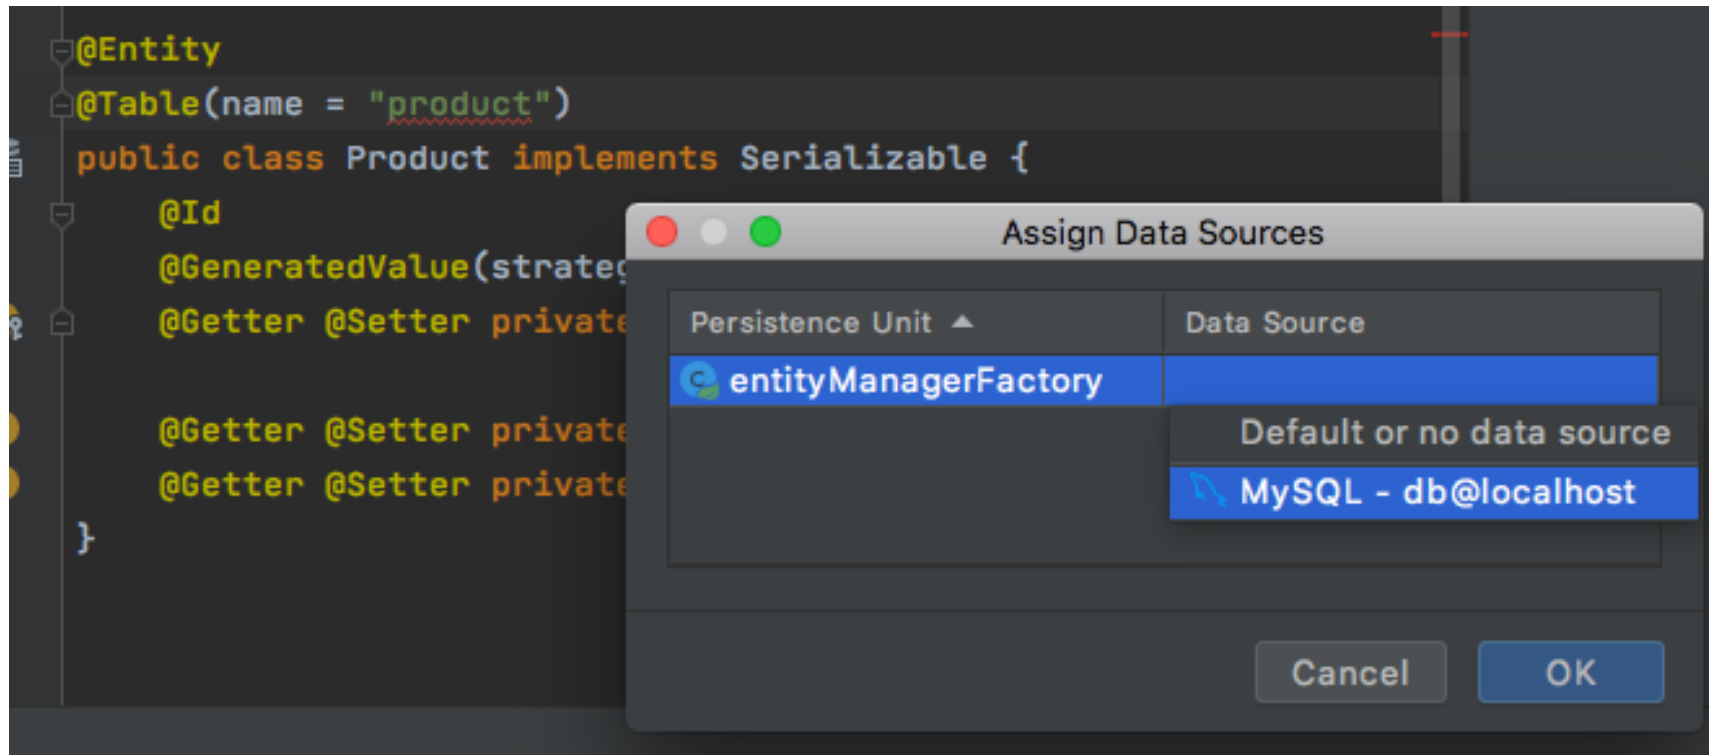 @Entity
@Table(name = "product")
public class Product implements Serializable {
@Id
@GeneratedValue(strateg
@Getter @Setter private
@Getter @Setter private
@Getter @Setter private
}
Assign Data Sources
Persistence Unit Data Source
entityManagerFactory
Default or no data source
MySQL - db@localhost
Cancel OK